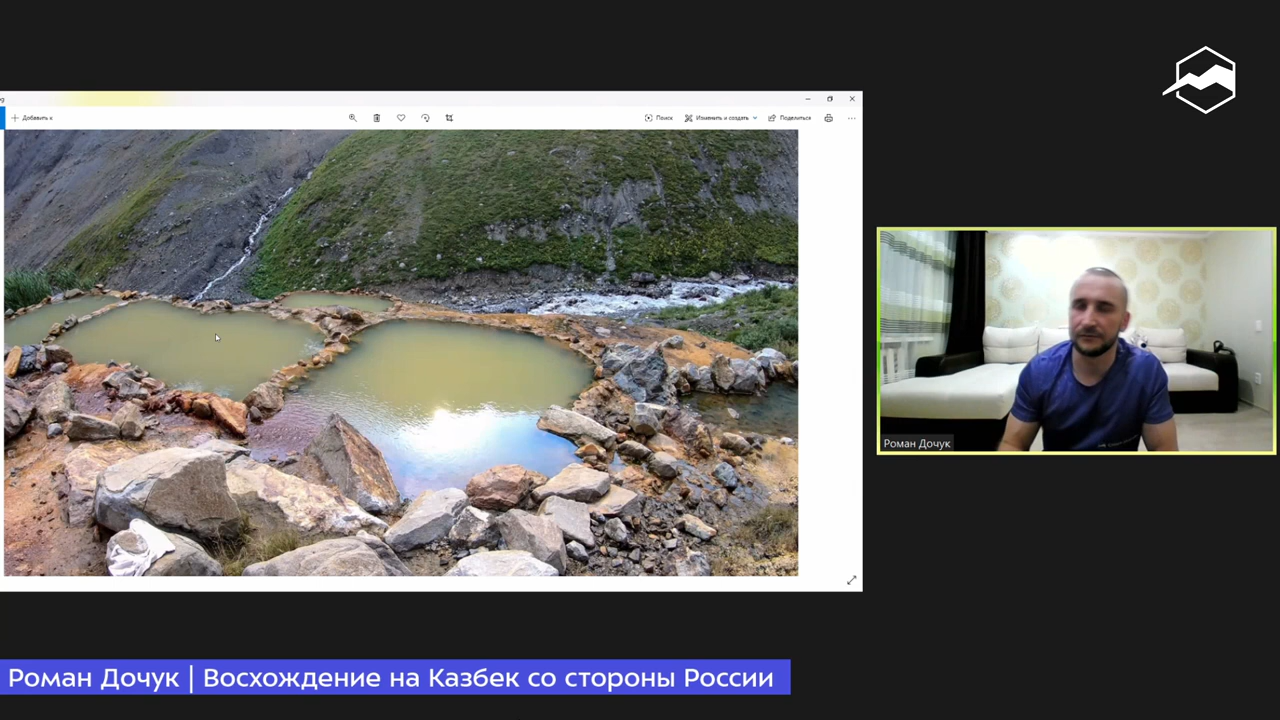 Добавить к
Поиск
Изменить и создать
Поделиться
Роман Дочук
Роман Дочук | Восхождение на Казбек со стороны России